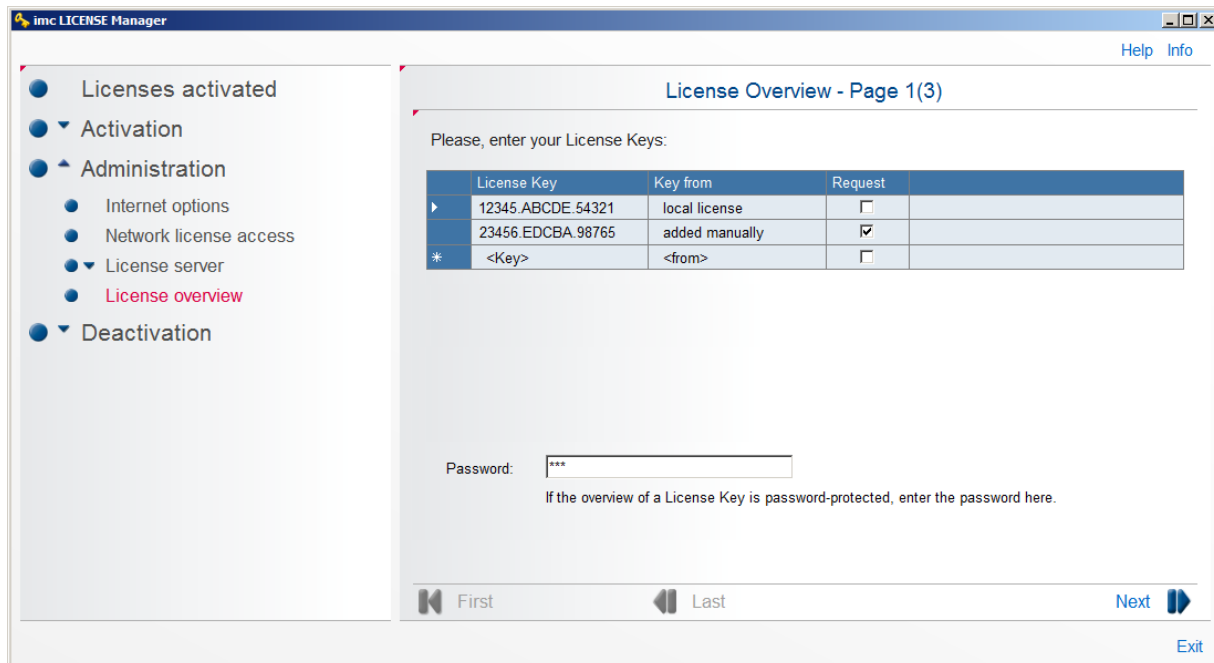 imc LICENSE Manager
Help Info
Licenses activated
Activation
Administration
Internet options
Network license access
License server
License overview
Deactivation
License Overview - Page 1(3)
Please, enter your License Keys:
License Key Key from Request
12345.ABCDE.54321 local license
23456.EDCBA.98765 added manually
* <Key> <from>
Password: ***
If the overview of a License Key is password-protected, enter the password here.
First Last Next
Exit